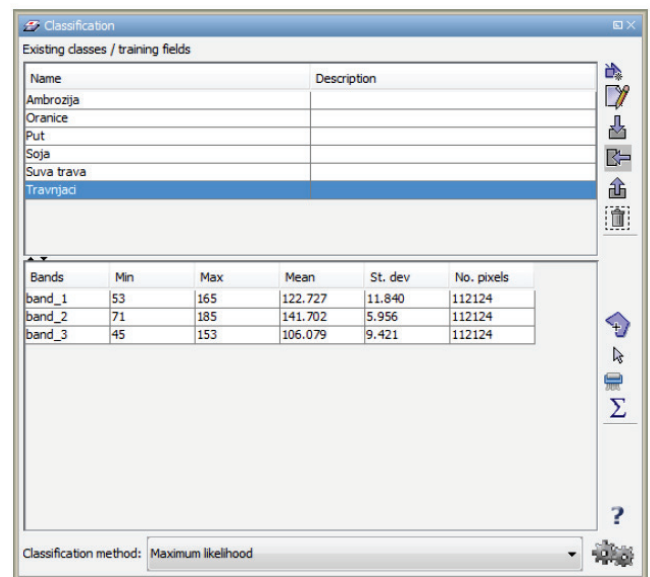 Classification
Existing classes / training fields
Name Description
Ambrozija
Oranice
Put
Soja
Suva trava
Travnjaci
Bands Min Max Mean St. dev No. pixels
band_1 53 165 122.727 11.840 112124
band_2 71 185 141.702 5.956 112124
band_3 45 153 106.079 9.421 112124
Σ
?
Classification method: Maximum likelihood